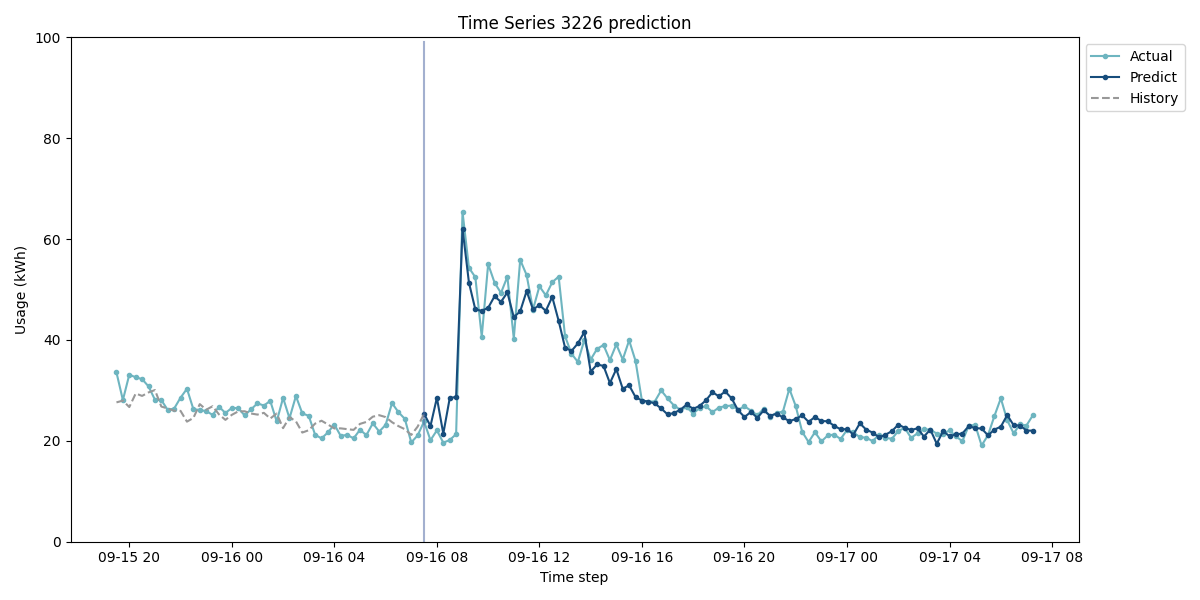 Time Series 3226 prediction
100
80
60
40
20
0
Usage (kWh)
09-15 20
09-16 00
09-16 04
09-16 08
09-16 12
09-16 16
09-16 20
09-17 00
09-17 04
09-17 08
Time step
Actual
Predict
History